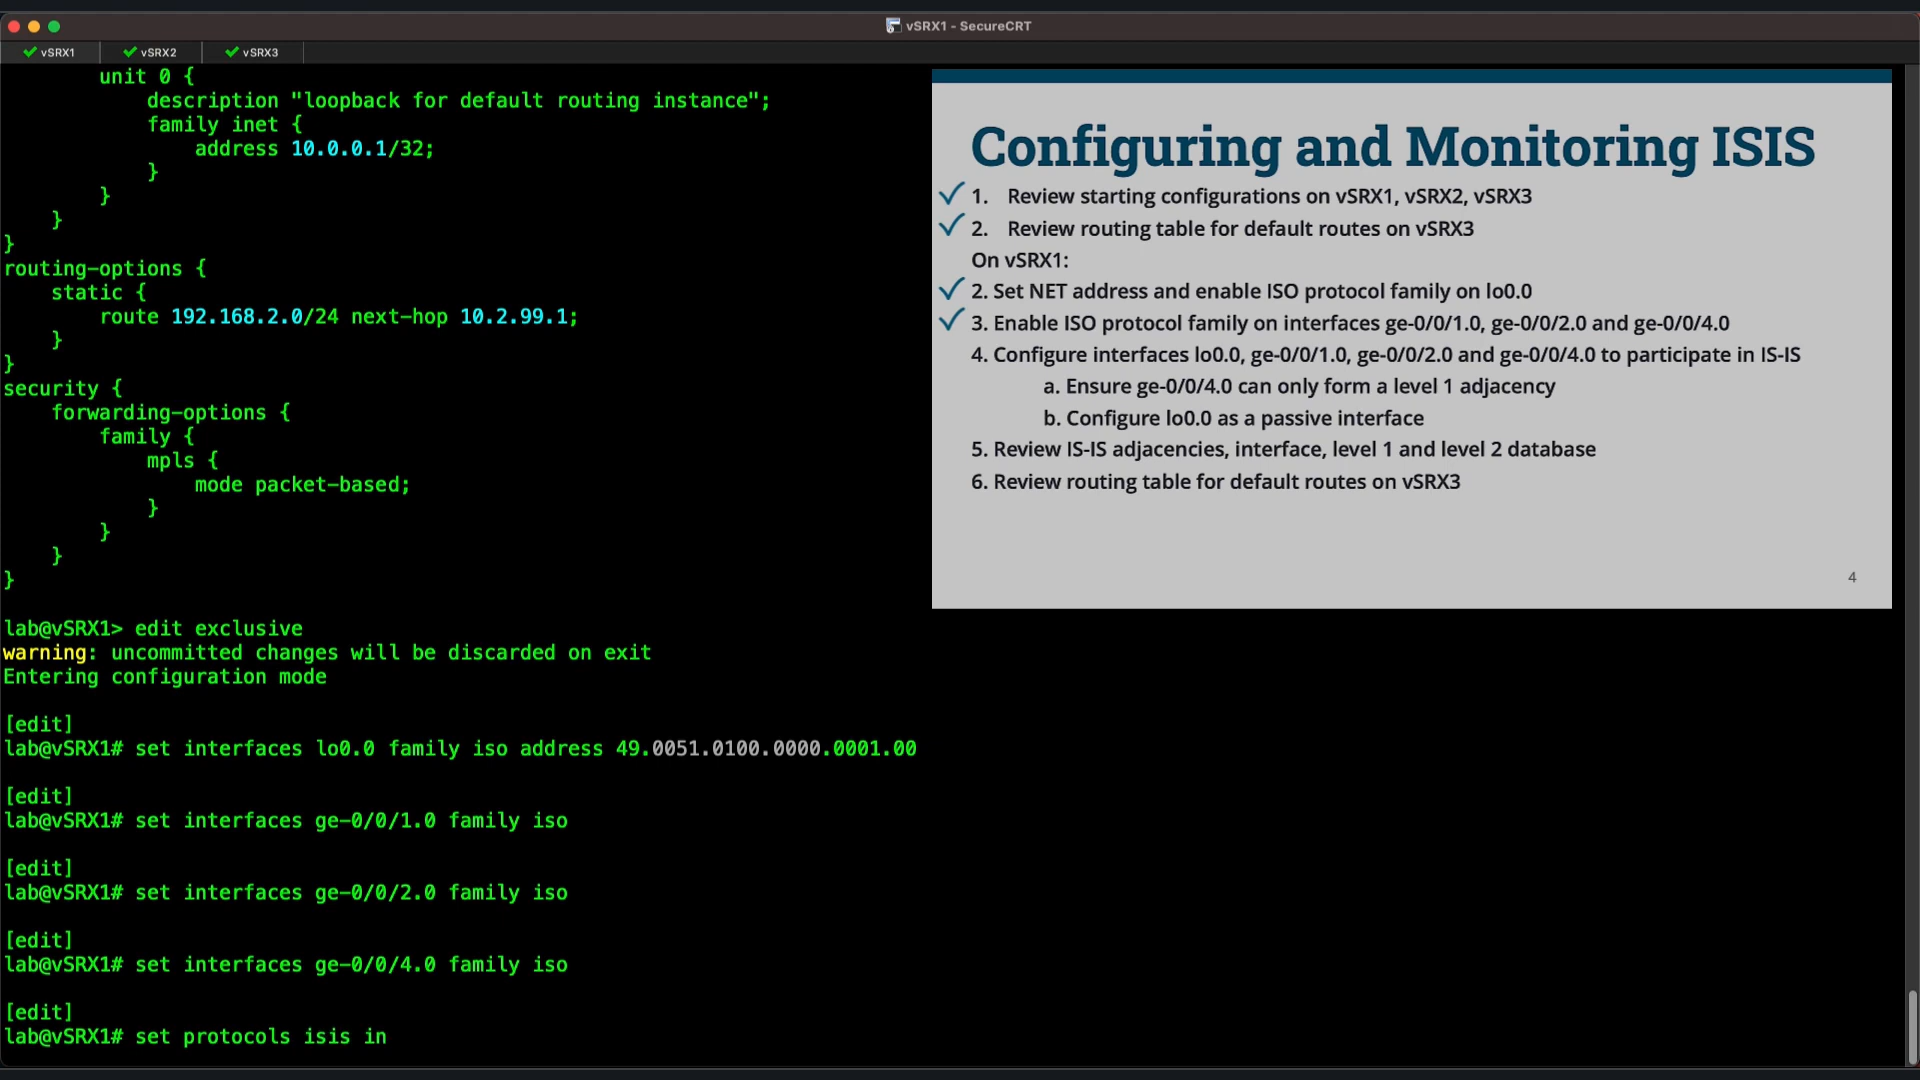 vSRX1 - SecureCRT
vSRX1
vSRX2
vSRX3
unit 0 {
description "loopback for default routing instance";
family inet {
address 10.0.0.1/32;
}
}
}
}
routing-options {
static {
route 192.168.2.0/24 next-hop 10.2.99.1;
}
}
security {
forwarding-options {
family {
mpls {
mode packet-based;
}
}
}
}
lab@vSRX1> edit exclusive
warning: uncommitted changes will be discarded on exit
Entering configuration mode
[edit]
lab@vSRX1# set interfaces lo0.0 family iso address 49.0051.0100.0000.0001.00
[edit]
lab@vSRX1# set interfaces ge-0/0/1.0 family iso
[edit]
lab@vSRX1# set interfaces ge-0/0/2.0 family iso
[edit]
lab@vSRX1# set interfaces ge-0/0/4.0 family iso
[edit]
lab@vSRX1# set protocols isis in
Configuring and Monitoring ISIS
1. Review starting configurations on vSRX1, vSRX2, vSRX3
2. Review routing table for default routes on vSRX3
On vSRX1:
2. Set NET address and enable ISO protocol family on lo0.0
3. Enable ISO protocol family on interfaces ge-0/0/1.0, ge-0/0/2.0 and ge-0/0/4.0
4. Configure interfaces lo0.0, ge-0/0/1.0, ge-0/0/2.0 and ge-0/0/4.0 to participate in IS-IS
a. Ensure ge-0/0/4.0 can only form a level 1 adjacency
b. Configure lo0.0 as a passive interface
5. Review IS-IS adjacencies, interface, level 1 and level 2 database
6. Review routing table for default routes on vSRX3
4